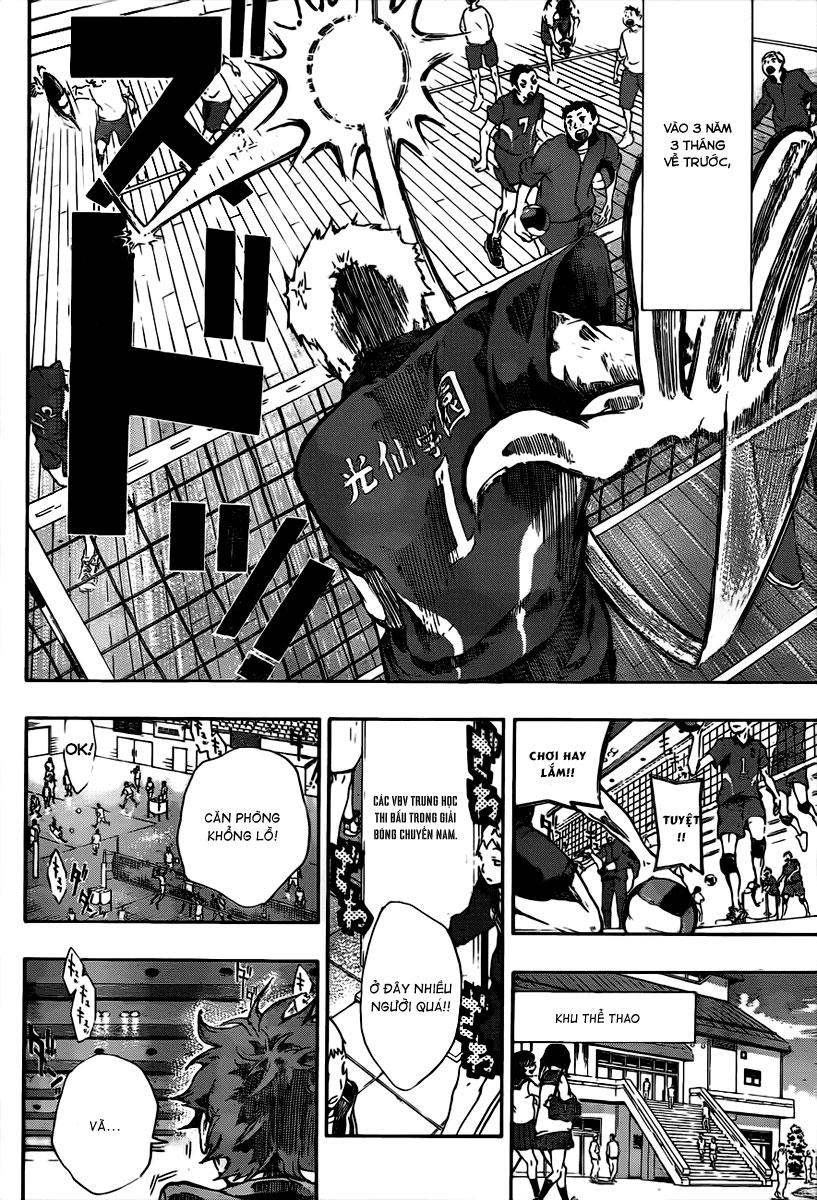 VÀO 3 NĂM
3 THÁNG
VỀ TRƯỚC,
ズ
ド
!!
7
光仙学園
1
CHƠI HAY
LẮM!!
TUYỆT
!!
1
CÁC VĐV TRUNG HỌC
THI ĐẤU TRONG GIẢI
BÓNG CHUYỀN NAM.
OK!
CĂN PHÒNG
KHỔNG LỒ!
KHU THỂ THAO
Ở ĐÂY NHIỀU
NGƯỜI QUÁ!!
VÃ...